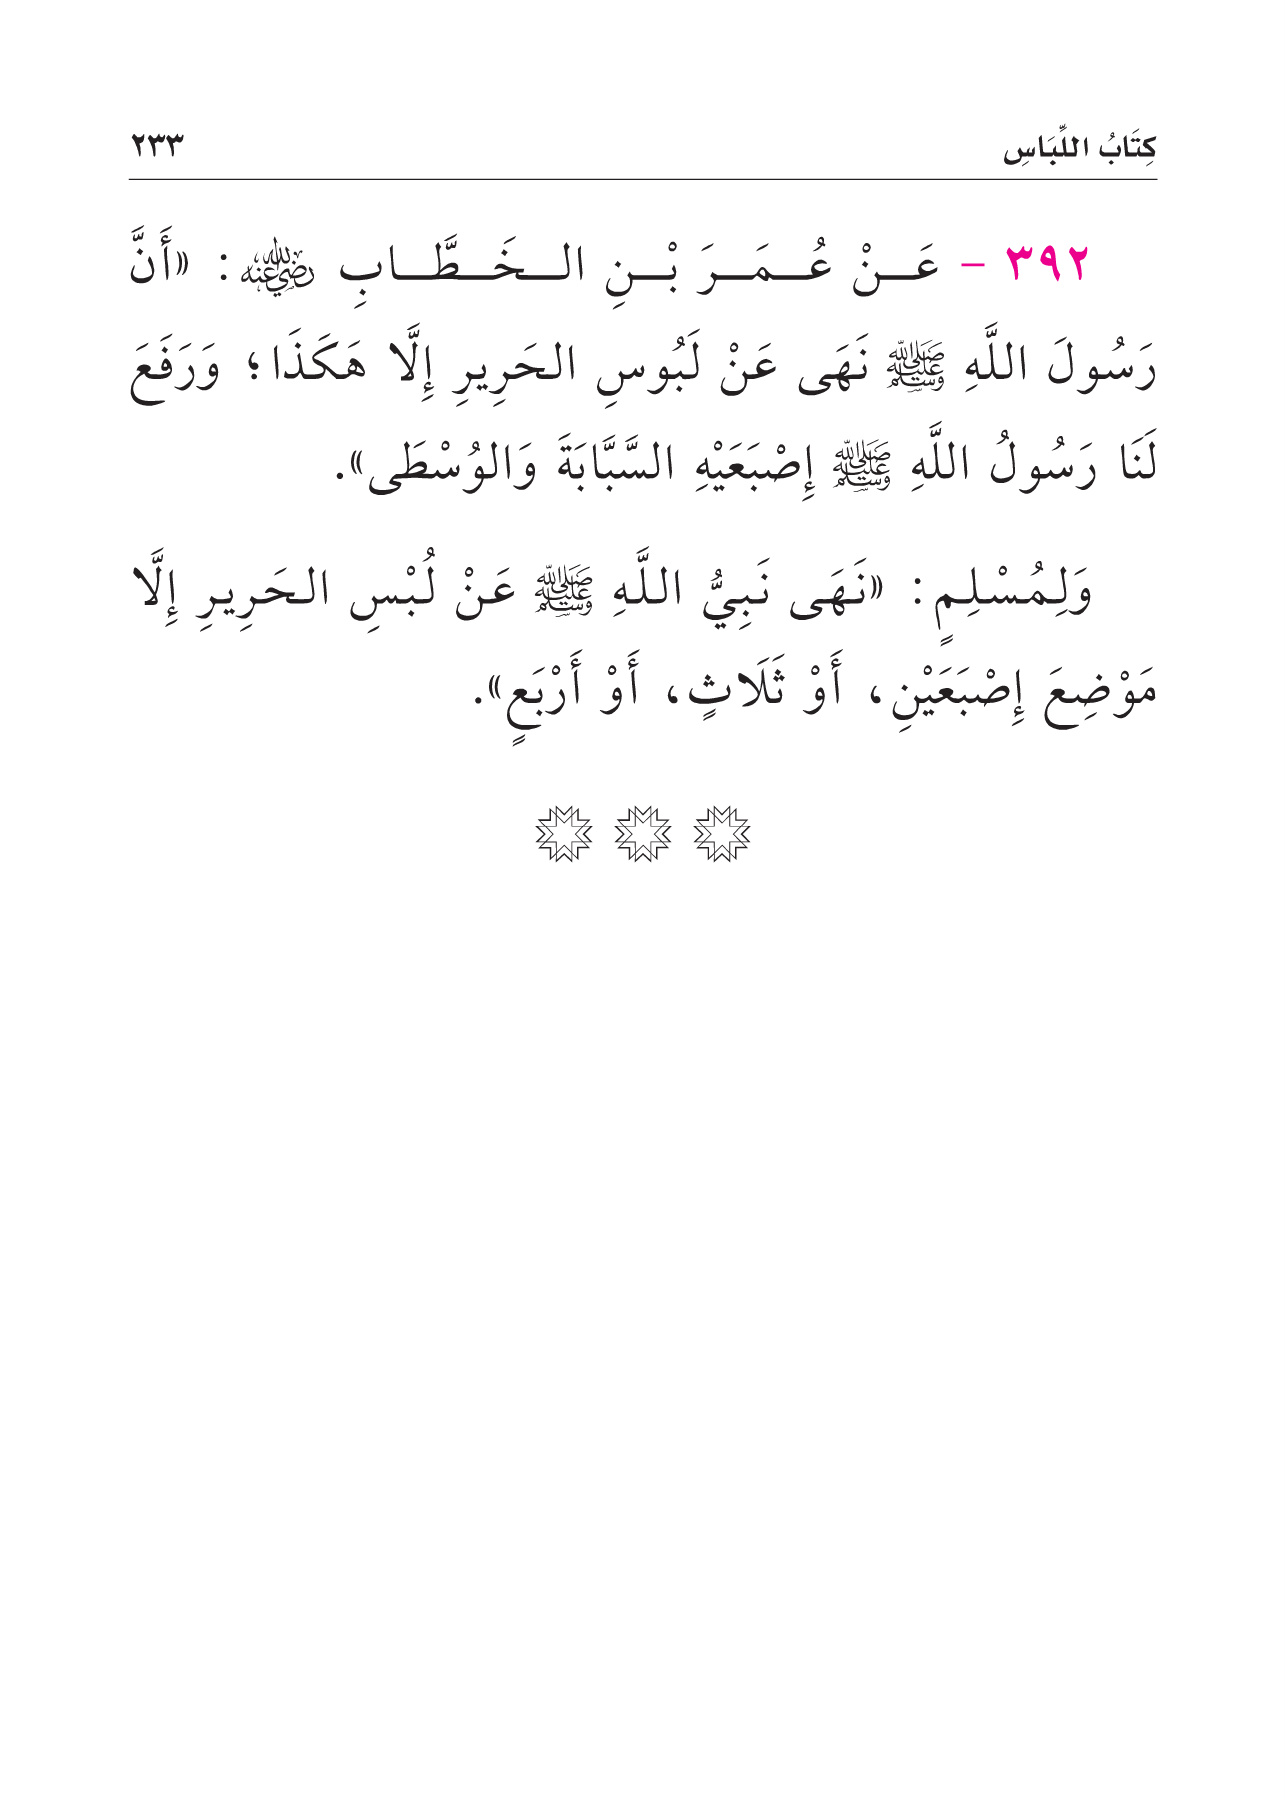 كِتَابُ اللِّبَاسِ ٢٣٣
٣٩٢ - عَنْ عُمَرَ بْنِ الخَطَّابِ رضي الله عنه: «أَنَّ
رَسُولَ اللَّهِ ﷺ نَهَى عَنْ لَبُوسِ الحَرِيرِ إِلَّا هَكَذَا؛ وَرَفَعَ
لَنَا رَسُولُ اللَّهِ ﷺ إِصْبَعَيْهِ السَّبَّابَةَ وَالوُسْطَى».
وَلِمُسْلِمٍ: «نَهَى نَبِيُّ اللَّهِ ﷺ عَنْ لُبْسِ الحَرِيرِ إِلَّا
مَوْضِعَ إِصْبَعَيْنِ، أَوْ ثَلَاثٍ، أَوْ أَرْبَعٍ».